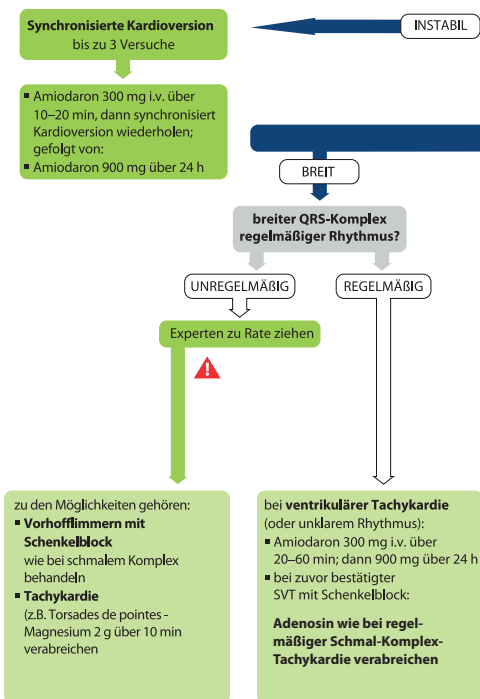 Synchronisierte Kardioversion
bis zu 3 Versuche
INSTABIL
▪ Amiodaron 300 mg i.v. über
10–20 min, dann synchronisiert
Kardioversion wiederholen;
gefolgt von:
▪ Amiodaron 900 mg über 24 h
BREIT
breiter QRS-Komplex
regelmäßiger Rhythmus?
UNREGELMÄßIG
REGELMÄßIG
Experten zu Rate ziehen
!
zu den Möglichkeiten gehören:
▪ Vorhofflimmern mit
Schenkelblock
wie bei schmalem Komplex
behandeln
▪ Tachykardie
(z.B. Torsades de pointes -
Magnesium 2 g über 10 min
verabreichen
bei ventrikulärer Tachykardie
(oder unklarem Rhythmus):
▪ Amiodaron 300 mg i.v. über
20–60 min; dann 900 mg über 24 h
▪ bei zuvor bestätigter
SVT mit Schenkelblock:
Adenosin wie bei regel-
mäßiger Schmal-Komplex-
Tachykardie verabreichen